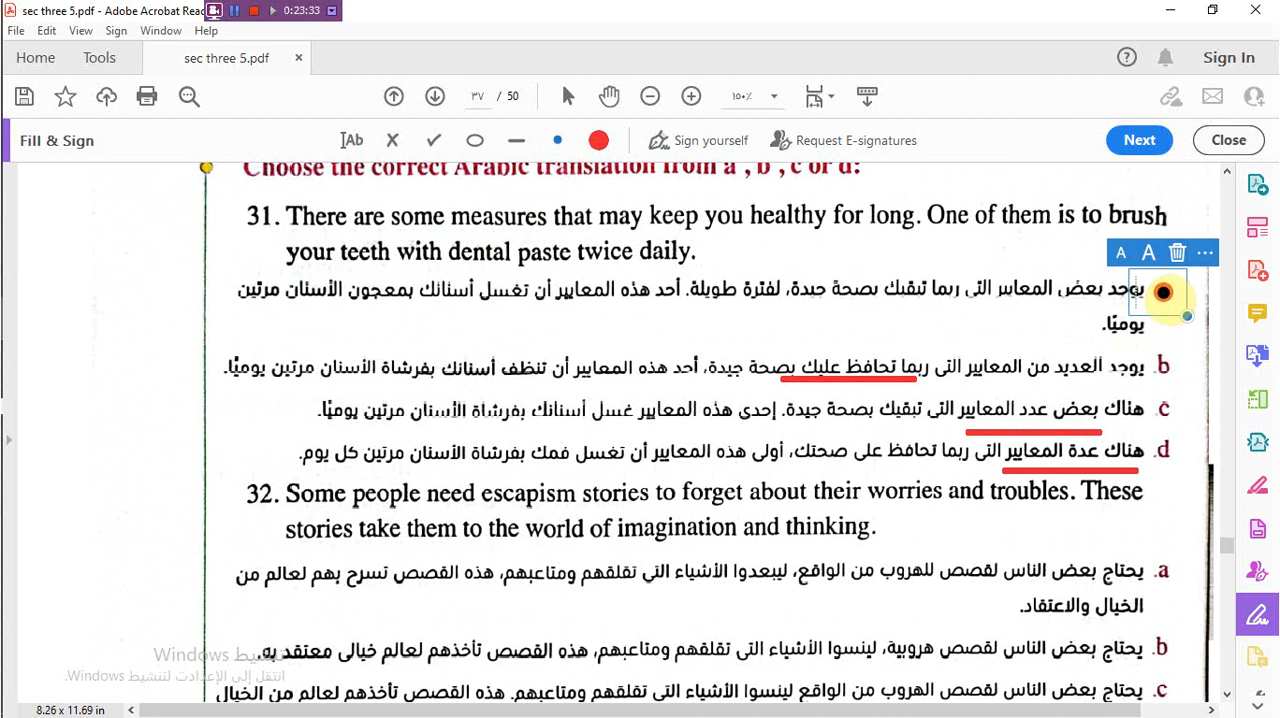 sec three 5.pdf - Adobe Acrobat Reac
0:23:33
File Edit View Sign Window Help
Home Tools sec three 5.pdf × Sign In
٣٧ / 50 ١٥٠٪
Fill & Sign Ab Sign yourself Request E-signatures Next Close
Choose the correct Arabic translation from a , b , c or d:
31. There are some measures that may keep you healthy for long. One of them is to brush
your teeth with dental paste twice daily.
A A
يوجد بعض المعايير التى ربما تبقيك بصحة جيدة، لفترة طويلة. أحد هذه المعايير أن تغسل أسنانك بمعجون الأسنان مرتين
يوميًا.
b. يوجد العديد من المعايير التى ربما تحافظ عليك بصحة جيدة، أحد هذه المعايير أن تنظف أسنانك بفرشاة الأسنان مرتين يوميًا.
c. هناك بعض عدد المعايير التى تبقيك بصحة جيدة. إحدى هذه المعايير غسل أسنانك بفرشاة الأسنان مرتين يوميًا.
d. هناك عدة المعايير التى ربما تحافظ على صحتك، أولى هذه المعايير أن تغسل فمك بفرشاة الأسنان مرتين كل يوم.
32. Some people need escapism stories to forget about their worries and troubles. These
stories take them to the world of imagination and thinking.
a. يحتاج بعض الناس لقصص للهروب من الواقع، ليبعدوا الأشياء التي تقلقهم ومتاعبهم، هذه القصص تسرح بهم لعالم من
الخيال والاعتقاد.
b. يحتاج بعض الناس لقصص هروبية، لينسوا الأشياء التى تقلقهم ومتاعبهم، هذه القصص تأخذهم لعالم خيالى معتقد به.
c. يحتاج بعض الناس لقصص الهروب من الواقع لينسوا الأشياء التى تقلقهم ومتاعبهم. هذه القصص تأخذهم لعالم من الخيال
تنشيط Windows
انتقل إلى الإعدادت لتنشيط Windows.
8.26 x 11.69 in